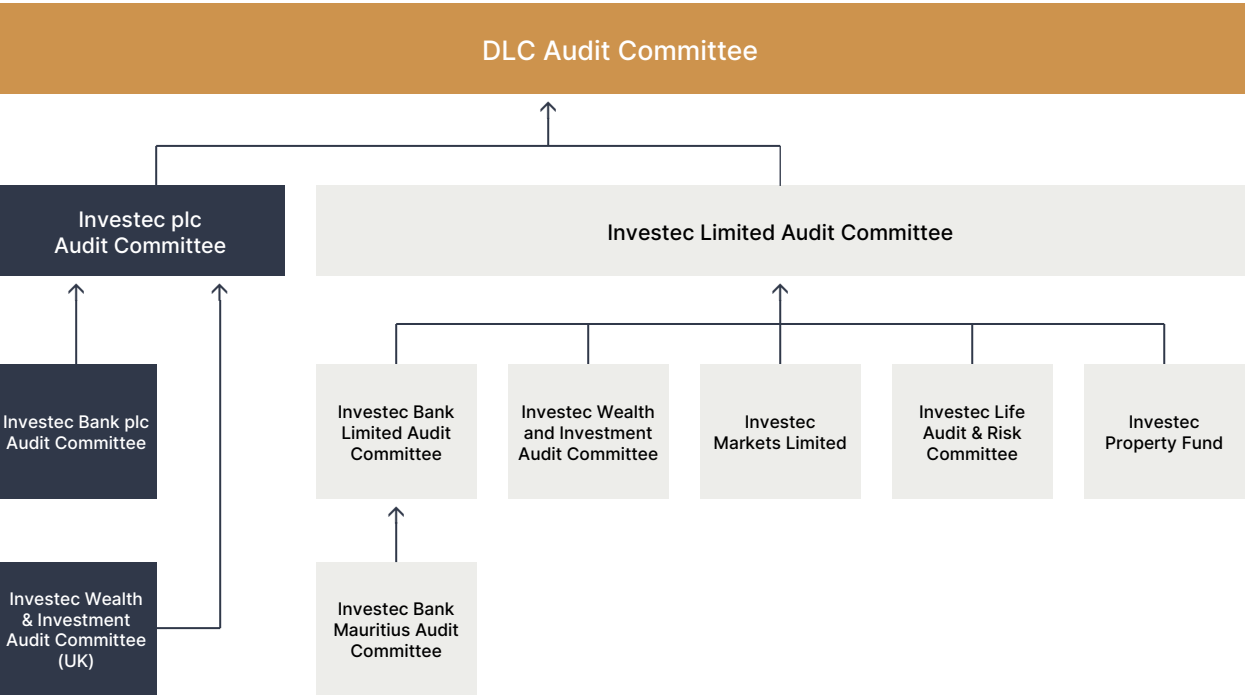 DLC Audit Committee
Investec plc
Audit Committee
Investec Limited Audit Committee
Investec Bank plc
Audit Committee
Investec Bank
Limited Audit
Committee
Investec Wealth
and Investment
Audit Committee
Investec
Markets Limited
Investec Life
Audit & Risk
Committee
Investec
Property Fund
Investec Wealth
& Investment
Audit Committee
(UK)
Investec Bank
Mauritius Audit
Committee